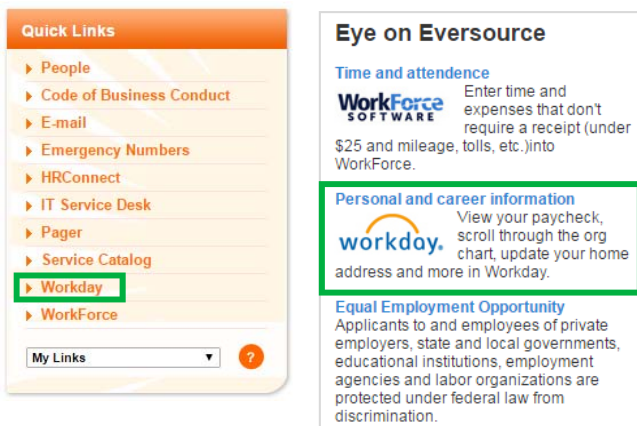 Quick Links
People
Code of Business Conduct
E-mail
Emergency Numbers
HRConnect
IT Service Desk
Pager
Service Catalog
Workday
WorkForce
My Links
?
Eye on Eversource
Time and attendence
WorkForce
SOFTWARE
Enter time and
expenses that don't
require a receipt (under
$25 and mileage, tolls, etc.)into
WorkForce.
Personal and career information
workday.
View your paycheck,
scroll through the org
chart, update your home
address and more in Workday.
Equal Employment Opportunity
Applicants to and employees of private
employers, state and local governments,
educational institutions, employment
agencies and labor organizations are
protected under federal law from
discrimination.